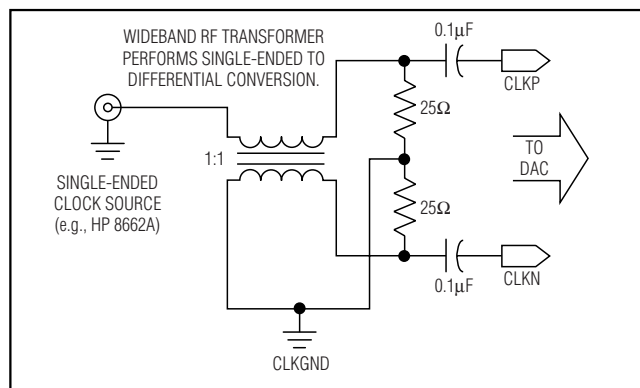 WIDEBAND RF TRANSFORMER
PERFORMS SINGLE-ENDED TO
DIFFERENTIAL CONVERSION.
0.1µF
CLKP
25Ω
1:1
TO
DAC
SINGLE-ENDED
CLOCK SOURCE
(e.g., HP 8662A)
25Ω
0.1µF
CLKN
CLKGND